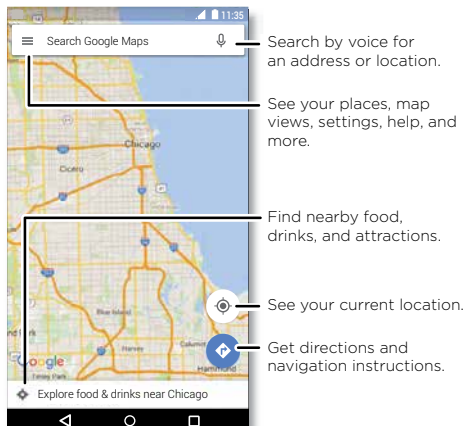 11:35
Search Google Maps
Search by voice for
an address or location.
See your places, map
views, settings, help, and
more.
Chicago
Cicero
Find nearby food,
drinks, and attractions.
See your current location.
Blue Island
Harvey
Calumet
Get directions and
navigation instructions.
Google
Hammond
Tinley Park
Explore food & drinks near Chicago